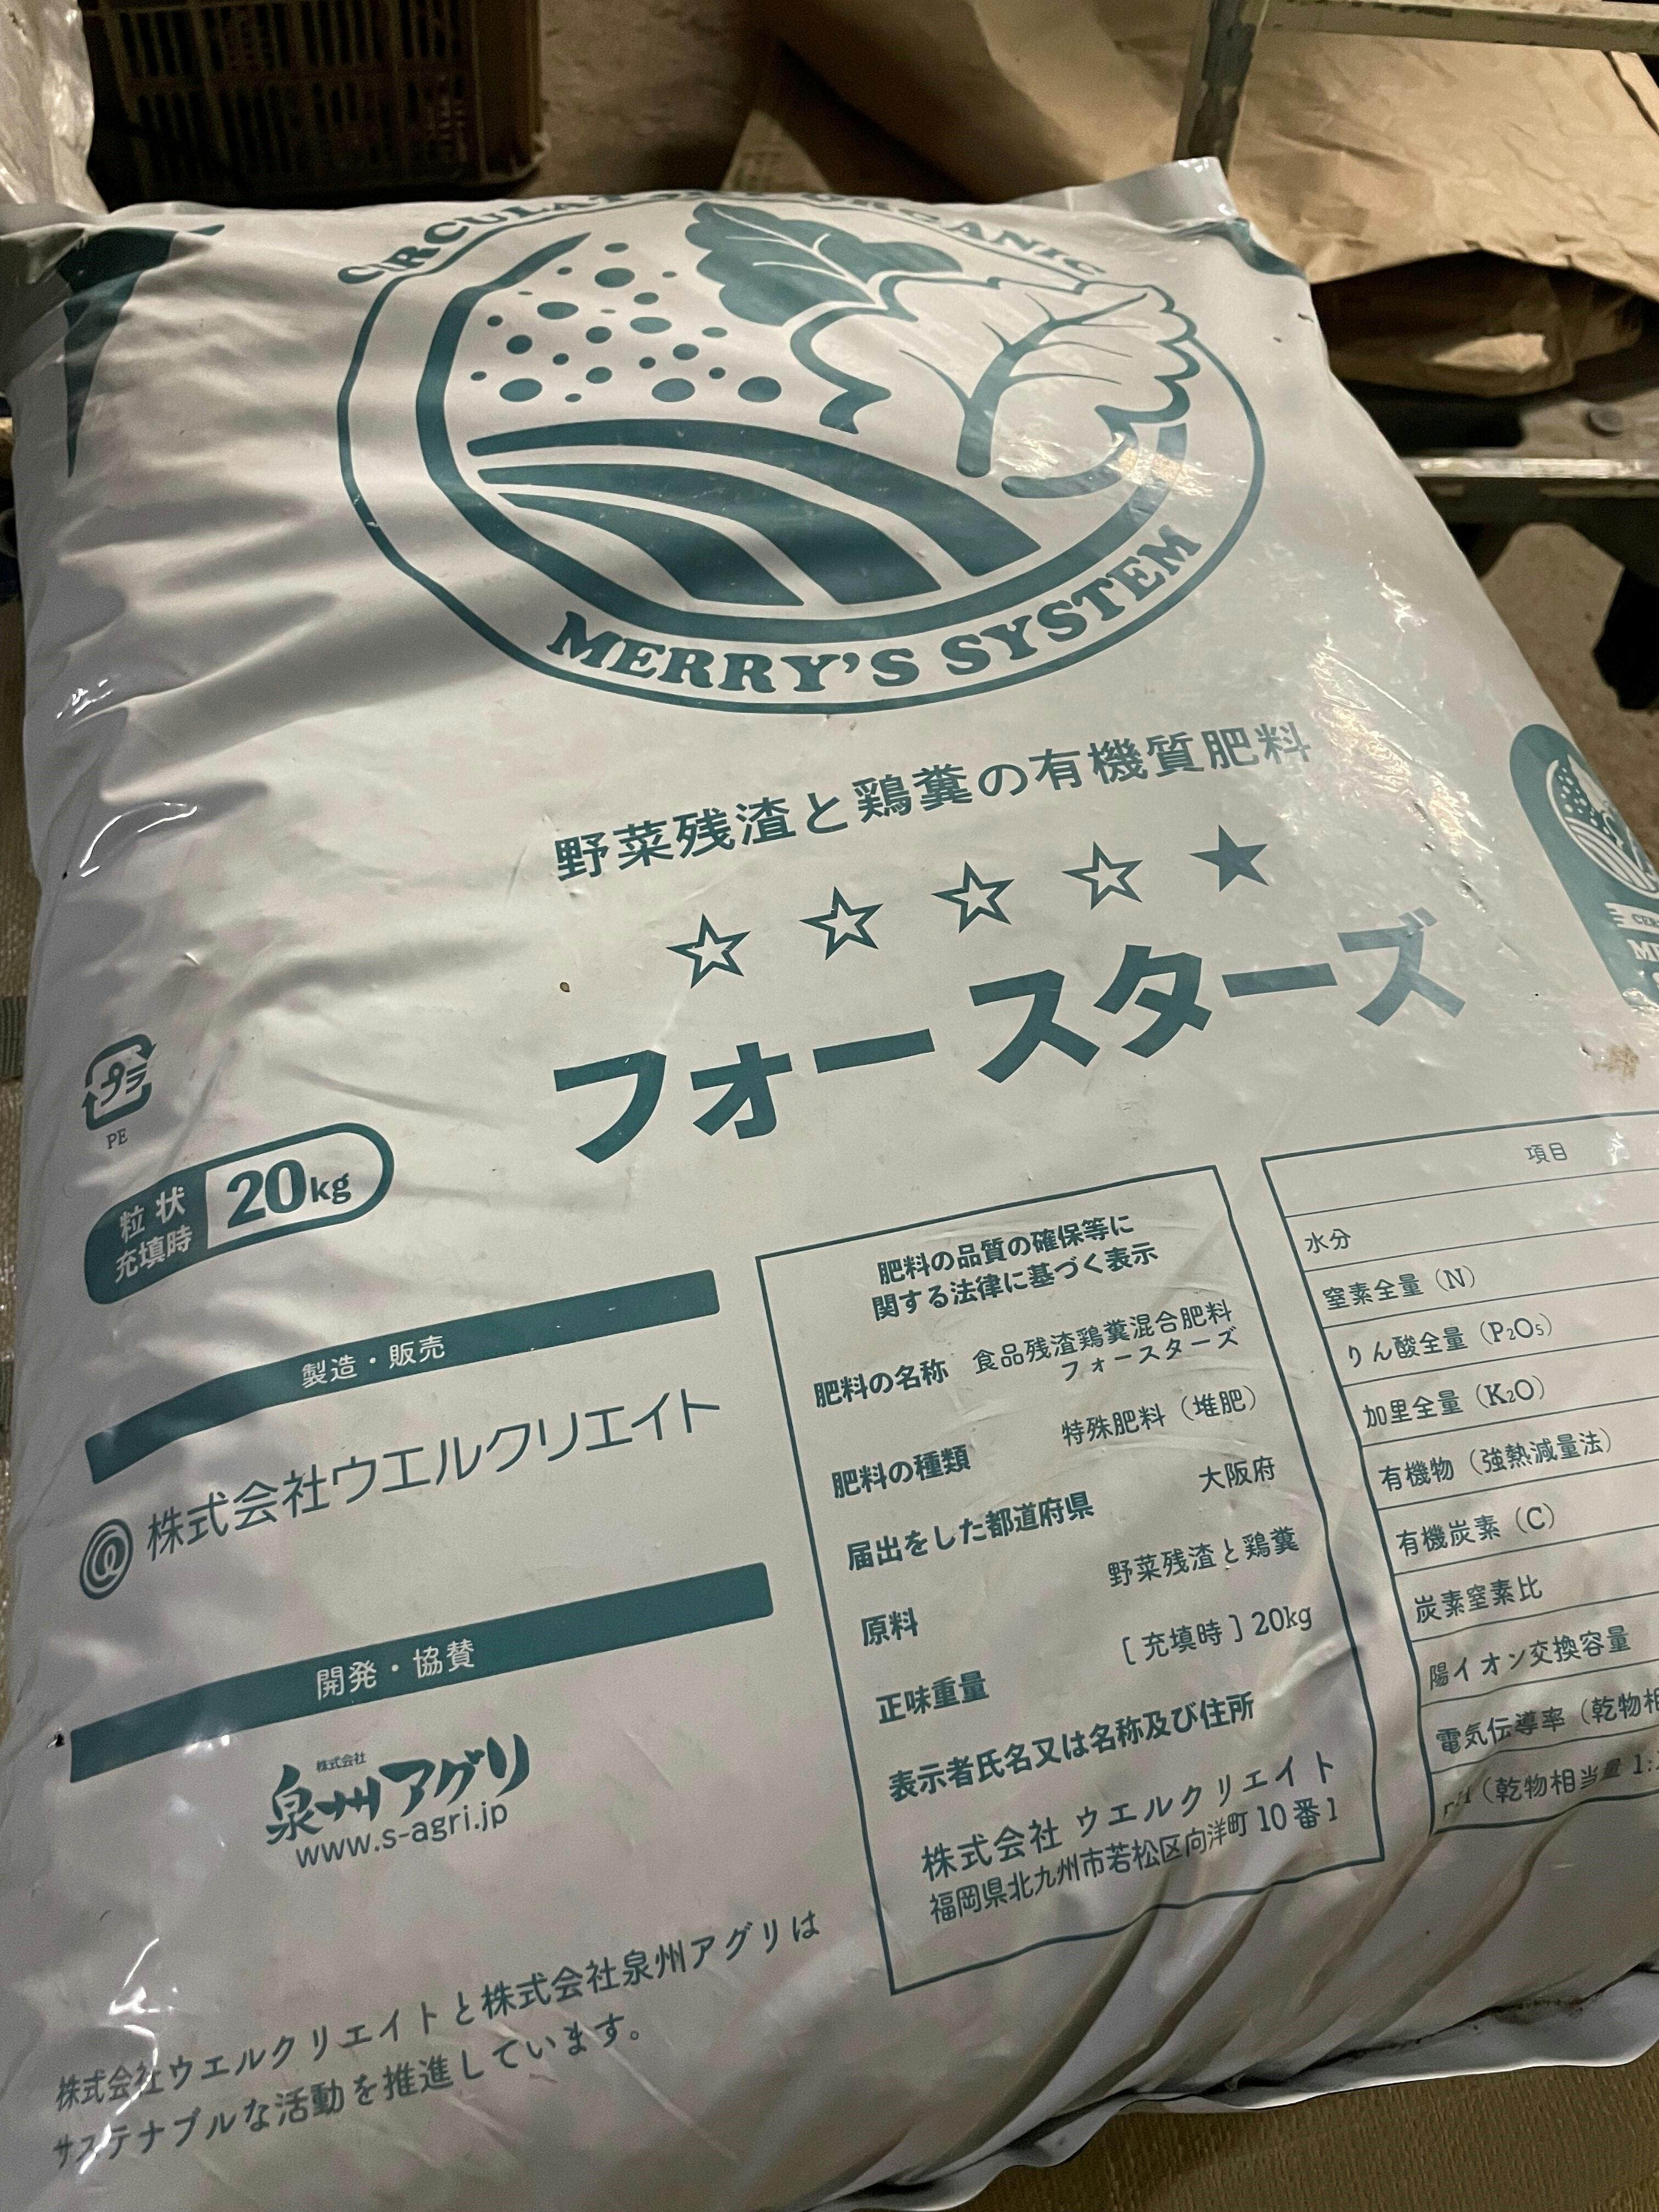 CIRCULATION & ORGANIC
MERRY'S SYSTEM
野菜残渣と鶏糞の有機質肥料
☆ ☆ ☆ ☆ ★
フォースターズ
プラ
PE
粒状
充填時
20kg
製造・販売
株式会社ウエルクリエイト
開発・協賛
株式会社
泉州アグリ
www.s-agri.jp
株式会社ウエルクリエイトと株式会社泉州アグリは
サステナブルな活動を推進しています。
肥料の品質の確保等に
関する法律に基づく表示
肥料の名称 食品残渣鶏糞混合肥料
フォースターズ
肥料の種類 特殊肥料（堆肥）
届出をした都道府県 大阪府
原料 野菜残渣と鶏糞
正味重量 [充填時] 20kg
表示者氏名又は名称及び住所
株式会社 ウエルクリエイト
福岡県北九州市若松区向洋町 10 番 1
項目
水分
窒素全量（N）
りん酸全量（P₂O₅）
加里全量（K₂O）
有機物（強熱減量法）
有機炭素（C）
炭素窒素比
陽イオン交換容量
電気伝導率（乾物相
pH（乾物相当量 1: